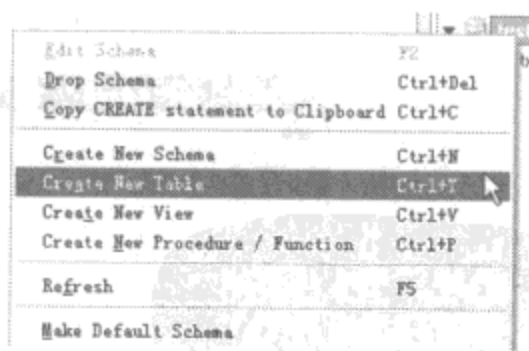 Edit Schema F2
Drop Schema Ctrl+Del
Copy CREATE statement to Clipboard Ctrl+C
Create New Schema Ctrl+N
Create New Table Ctrl+T
Create New View Ctrl+V
Create New Procedure / Function Ctrl+P
Refresh F5
Make Default Schema